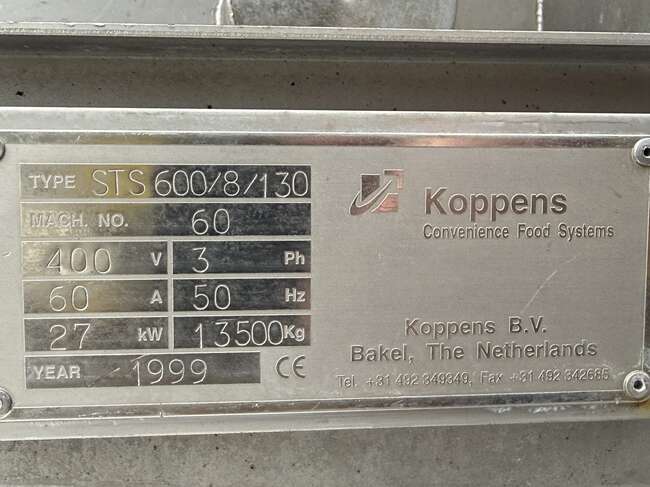 TYPE STS 600/8/130
MACH. NO. 60
400 V 3 Ph
60 A 50 Hz
27 kW 13500 Kg
YEAR 1999 CE
Koppens
Convenience Food Systems
Koppens B.V.
Bakel, The Netherlands
Tel. +31 492 349349, Fax +31 492 342685